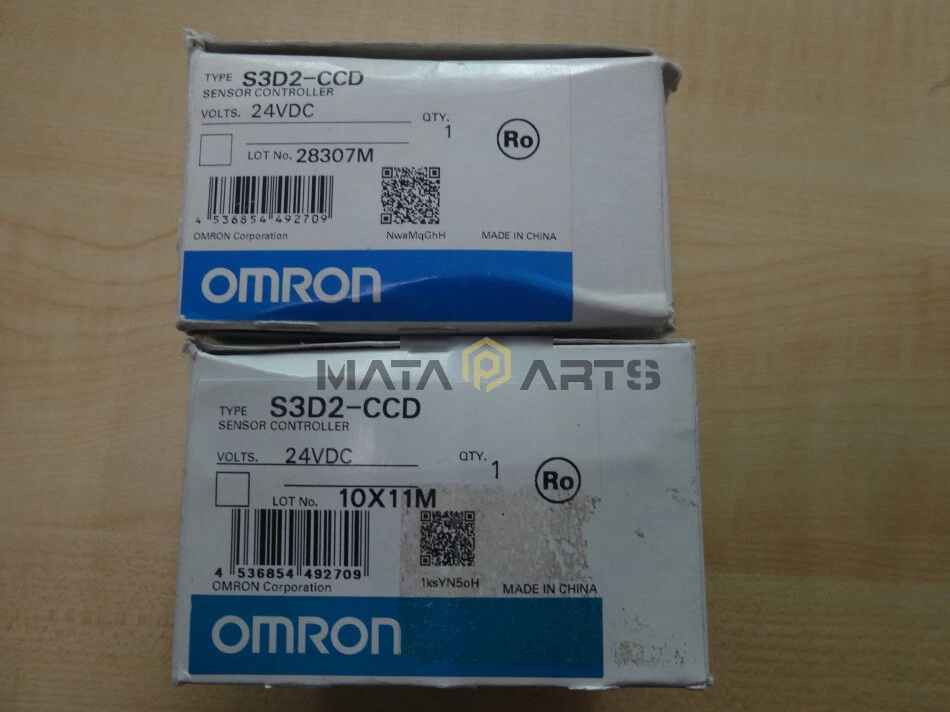 TYPE S3D2-CCD
SENSOR CONTROLLER
VOLTS. 24VDC
QTY. 1
Ro
LOT No. 28307M
4 536854 492709
OMRON Corporation
NwaMqGhH
MADE IN CHINA
OMRON
MATA PARTS
TYPE S3D2-CCD
SENSOR CONTROLLER
VOLTS. 24VDC
QTY. 1
Ro
LOT No. 10X11M
4 536854 492709
OMRON Corporation
1ksYN5oH
MADE IN CHINA
OMRON